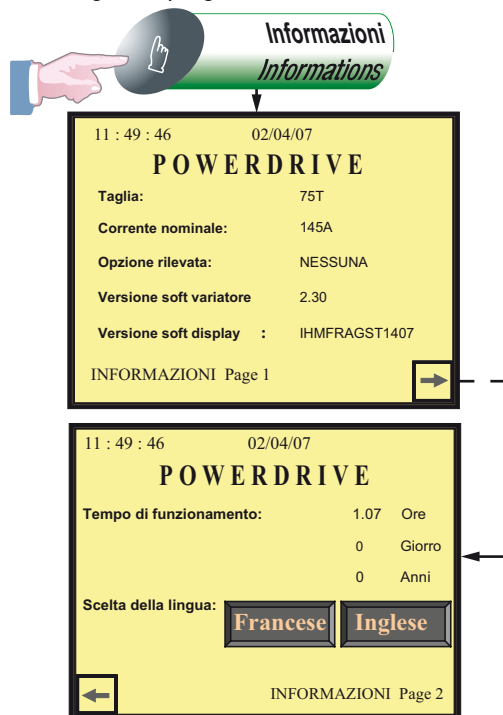 Informazioni
Informations
11 : 49 : 46 02/04/07
POWERDRIVE
Taglia: 75T
Corrente nominale: 145A
Opzione rilevata: NESSUNA
Versione soft variatore 2.30
Versione soft display : IHMFRAGST1407
INFORMAZIONI Page 1
11 : 49 : 46 02/04/07
POWERDRIVE
Tempo di funzionamento: 1.07 Ore
0 Giorro
0 Anni
Scelta della lingua: Francese Inglese
INFORMAZIONI Page 2